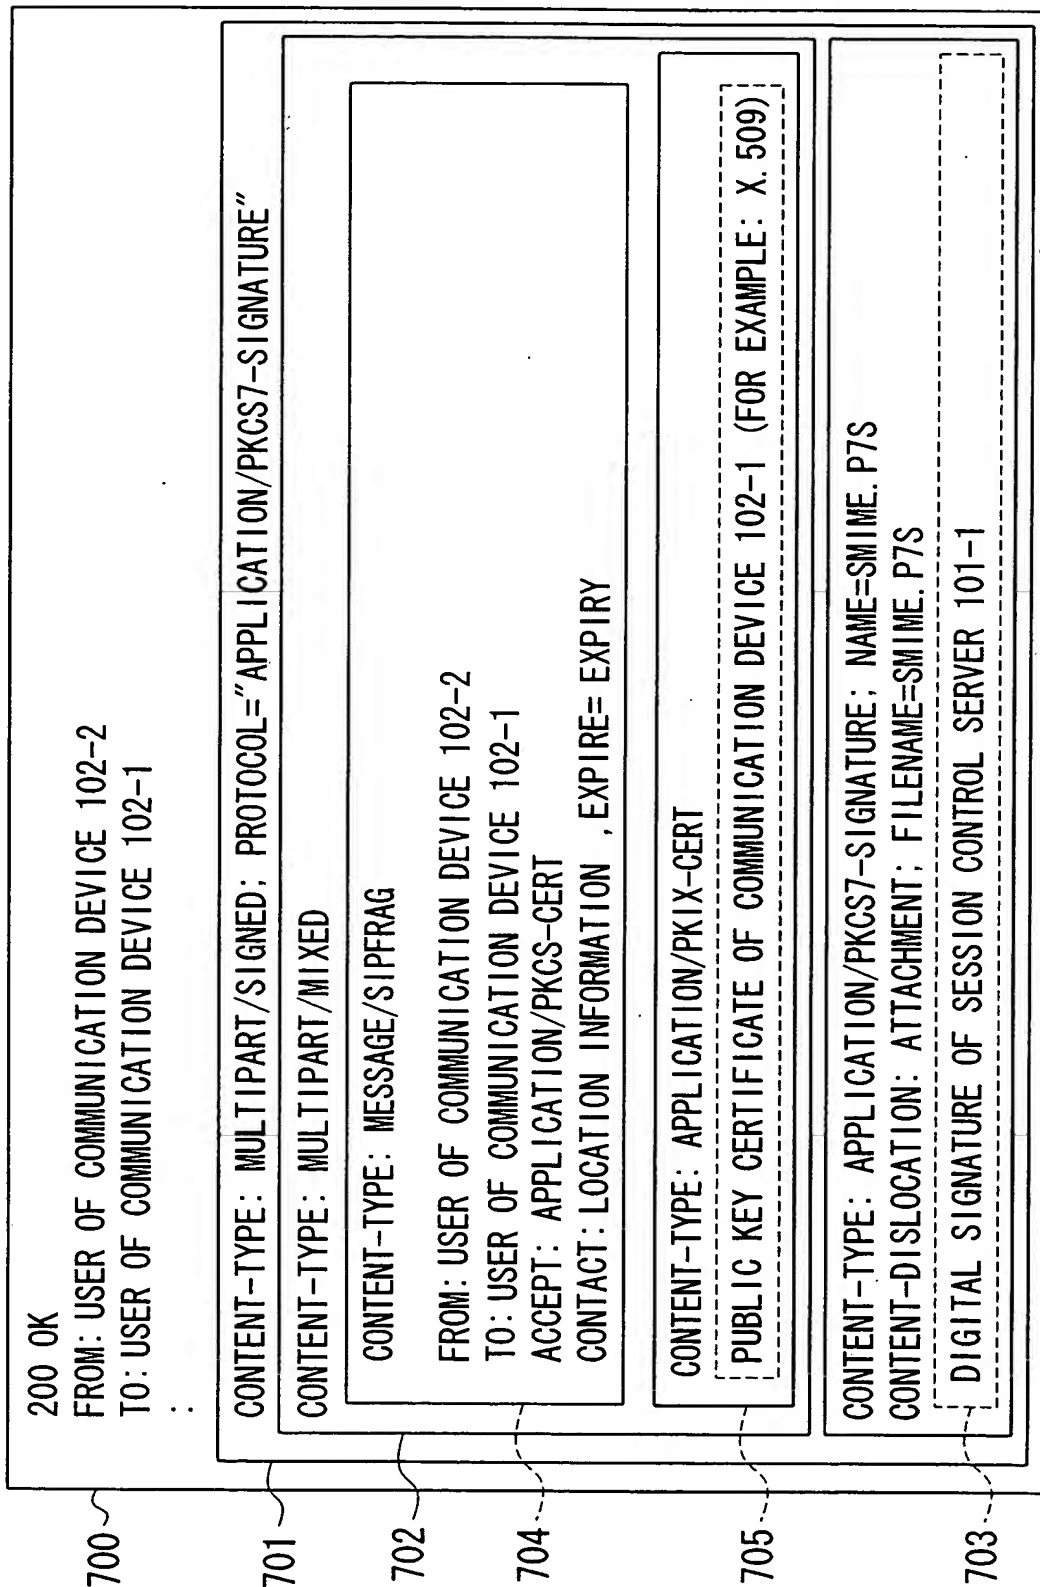 200 OK
FROM: USER OF COMMUNICATION DEVICE 102-2
TO: USER OF COMMUNICATION DEVICE 102-1
:
CONTENT-TYPE: MULTIPART/SIGNED; PROTOCOL="APPLICATION/PKCS7-SIGNATURE"
CONTENT-TYPE: MULTIPART/MIXED
CONTENT-TYPE: MESSAGE/SIPFRAG
FROM: USER OF COMMUNICATION DEVICE 102-2
TO: USER OF COMMUNICATION DEVICE 102-1
ACCEPT: APPLICATION/PKCS-CERT
CONTACT: LOCATION INFORMATION ,EXPIRE= EXPIRY
CONTENT-TYPE: APPLICATION/PKIX-CERT
PUBLIC KEY CERTIFICATE OF COMMUNICATION DEVICE 102-1 (FOR EXAMPLE: X.509)
CONTENT-TYPE: APPLICATION/PKCS7-SIGNATURE; NAME=SMIME.P7S
CONTENT-DISLOCATION: ATTACHMENT; FILENAME=SMIME.P7S
DIGITAL SIGNATURE OF SESSION CONTROL SERVER 101-1
700
701
702
704
705
703